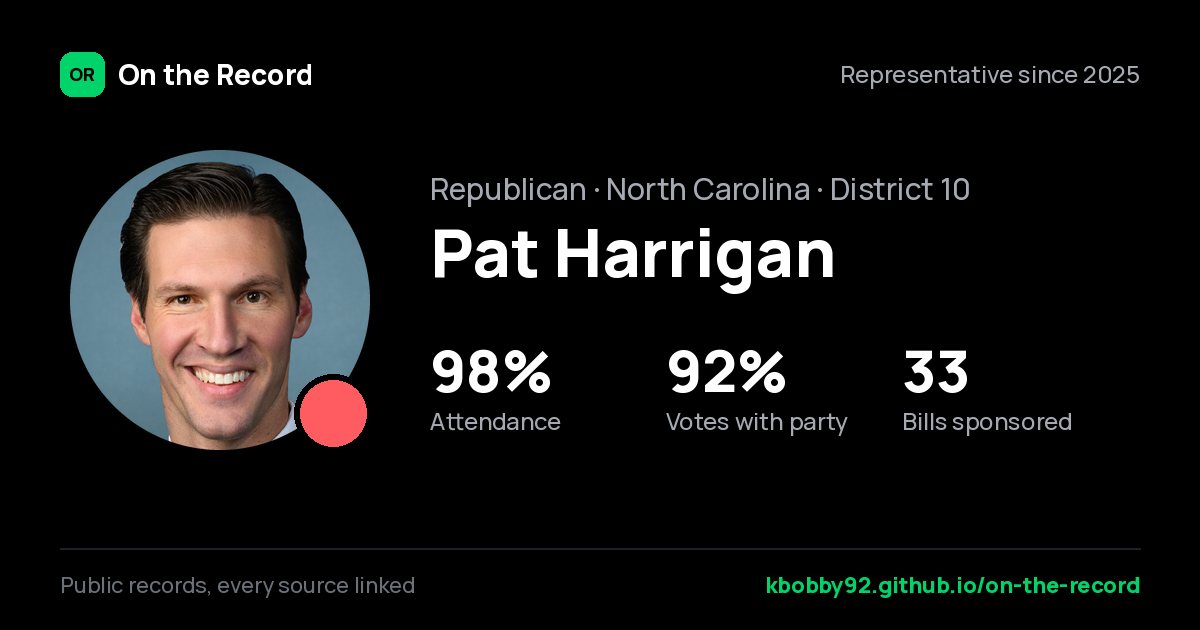 OR On the Record
Representative since 2025
Republican · North Carolina · District 10
Pat Harrigan
98% 92% 33
Attendance Votes with party Bills sponsored
Public records, every source linked
kbobby92.github.io/on-the-record